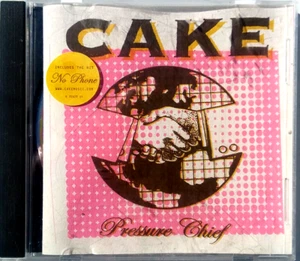 CAKE
INCLUDES THE HIT
No Phone
Pressure Chief